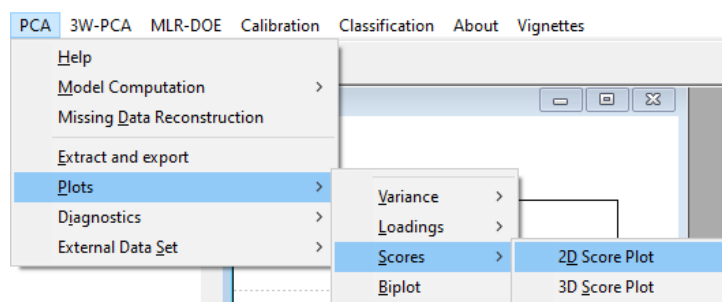 PCA 3W-PCA MLR-DOE Calibration Classification About Vignettes
Help
Model Computation
Missing Data Reconstruction
Extract and export
Plots
Diagnostics
External Data Set
Variance
Loadings
Scores
Biplot
2D Score Plot
3D Score Plot